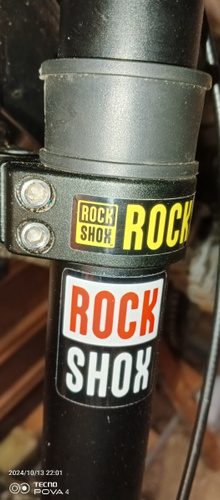 ROCK
SHOX
ROCK
ROCK
SHOX
2024/10/13 22:01
TECNO
POVA 4